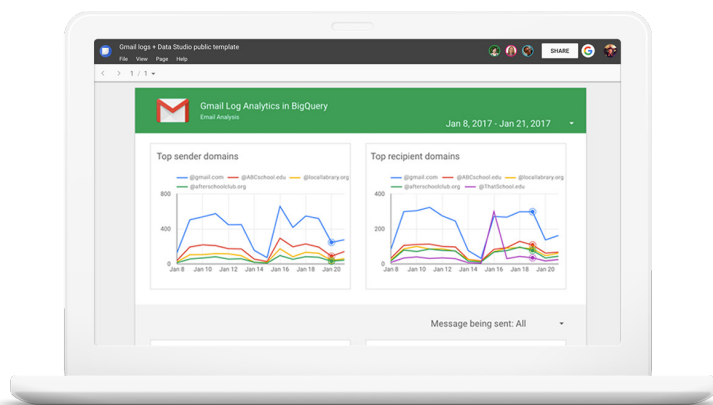 Gmail logs + Data Studio public template
File View Page Help
SHARE
1 / 1
Gmail Log Analytics in BigQuery
Email Analysis
Jan 8, 2017 - Jan 21, 2017
Top sender domains
@gmail.com @ABCschool.edu @locallabrary.org
@afterschoolclub.org
800
400
0
Jan 8 Jan 10 Jan 12 Jan 14 Jan 16 Jan 18 Jan 20
Top recipient domains
@gmail.com @ABCschool.edu @locallabrary.org
@afterschoolclub.org @ThatSchool.edu
400
200
0
Jan 8 Jan 10 Jan 12 Jan 14 Jan 16 Jan 18 Jan 20
Message being sent: All